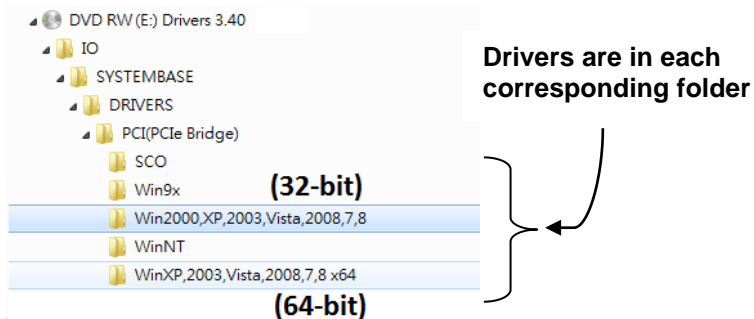 DVD RW (E:) Drivers 3.40
IO
SYSTEMBASE
DRIVERS
PCI(PCIe Bridge)
SCO
Win9x
(32-bit)
Win2000,XP,2003,Vista,2008,7,8
WinNT
WinXP,2003,Vista,2008,7,8 x64
(64-bit)
Drivers are in each
corresponding folder